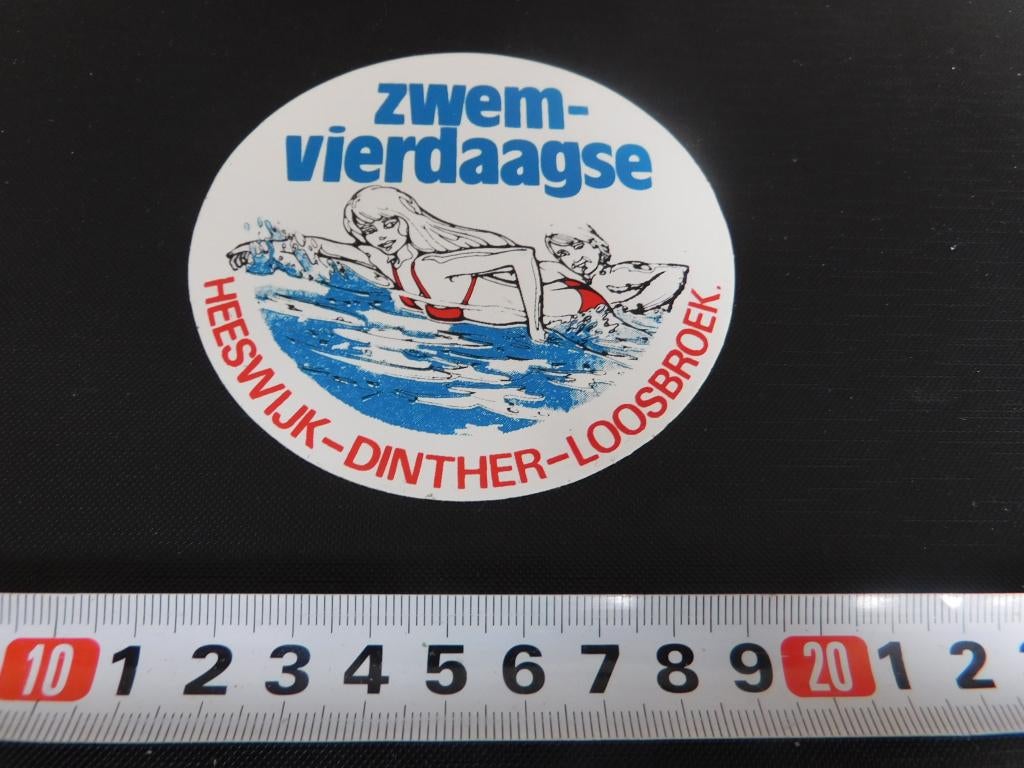 zwem-
vierdaagse
HEESWIJK-DINTHER-LOOSBROEK.
10 1 2 3 4 5 6 7 8 9 20 1 2